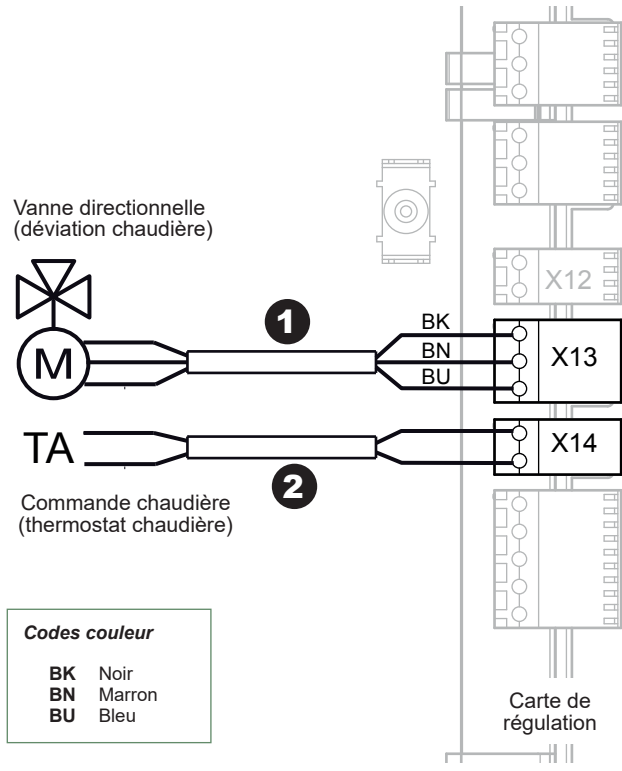 X12
Vanne directionnelle
(déviation chaudière)
1
BK
BN
BU
X13
M
TA
X14
2
Commande chaudière
(thermostat chaudière)
Codes couleur
BK Noir
BN Marron
BU Bleu
Carte de
régulation